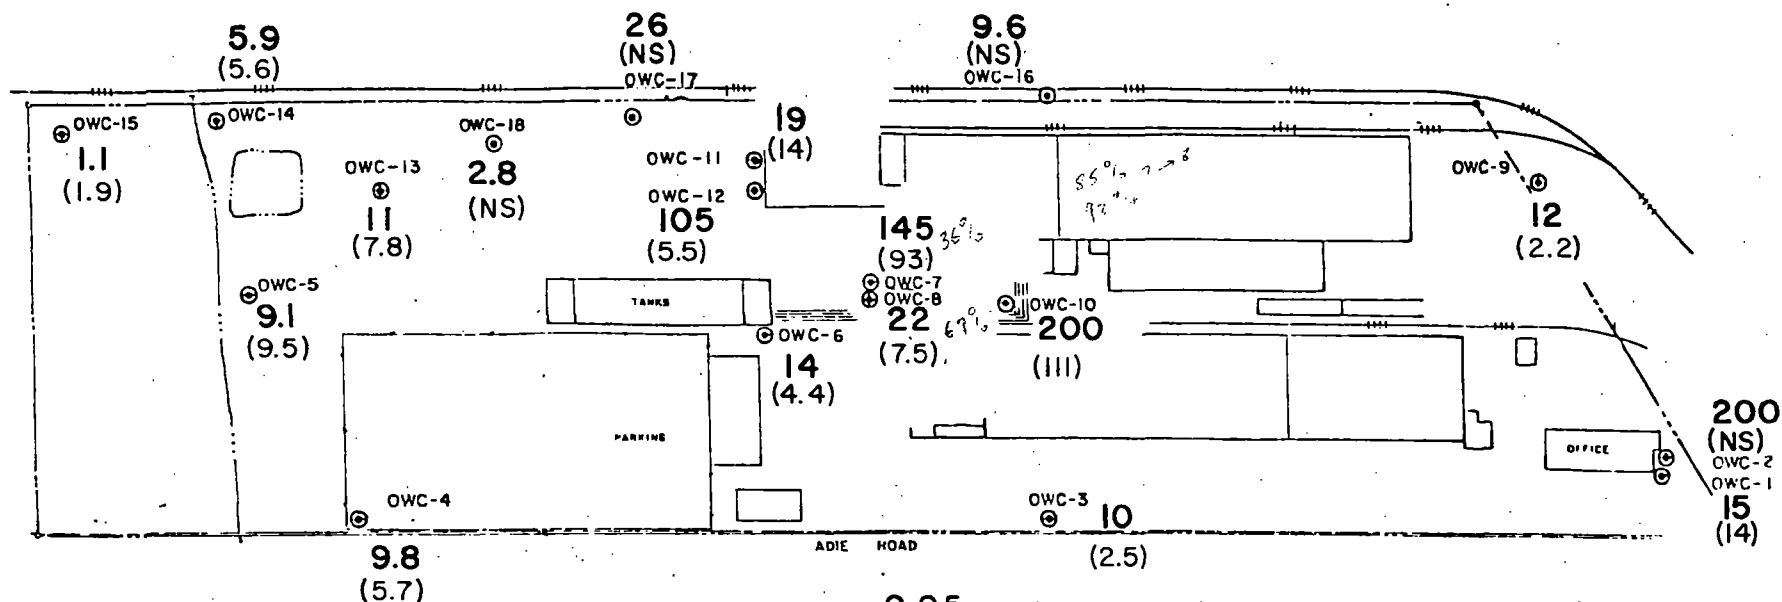 5.9
(5.6)
26
(NS)
OWC-17
9.6
(NS)
OWC-16
OWC-15
1.1
(1.9)
OWC-14
OWC-13
11
(7.8)
OWC-18
2.8
(NS)
19
(14)
OWC-11
OWC-12
105
(5.5)
145
(93)
36%
OWC-7
OWC-8
22
(7.5)
67%
OWC-10
200
(111)
OWC-9
12
(2.2)
OWC-5
9.1
(9.5)
TANKS
OWC-6
14
(4.4)
PARKING
OFFICE
200
(NS)
OWC-2
OWC-1
15
(14)
OWC-4
9.8
(5.7)
OWC-3
10
(2.5)
ADIE ROAD